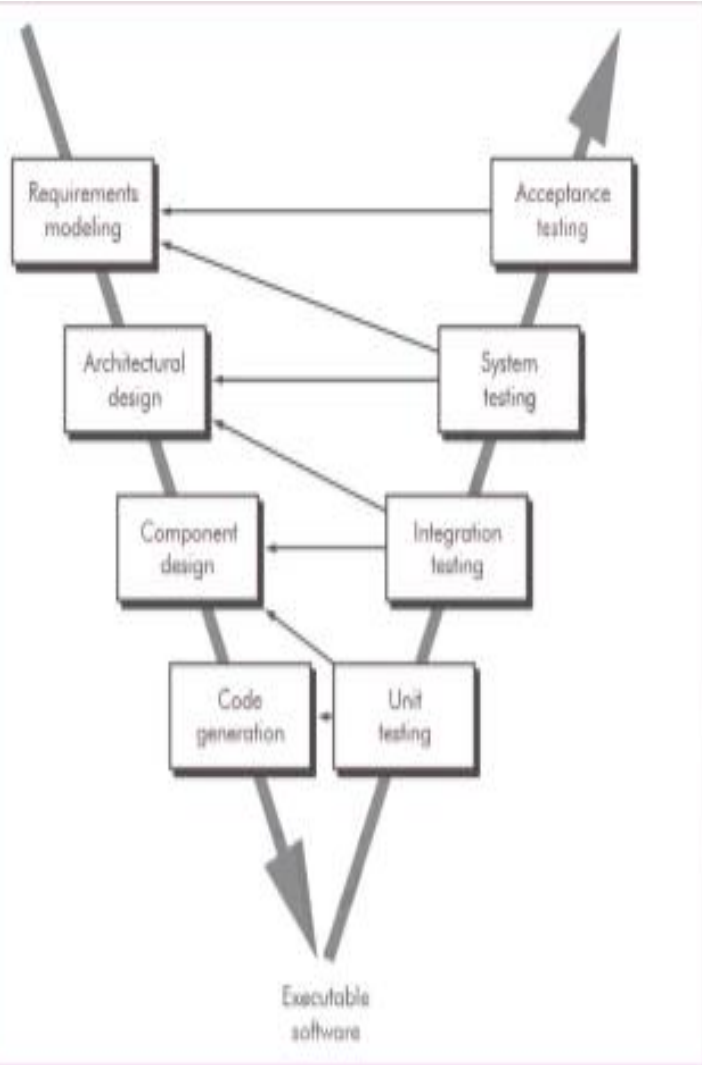 Requirements
modeling
Acceptance
testing
Architectural
design
System
testing
Component
design
Integration
testing
Code
generation
Unit
testing
Executable
software